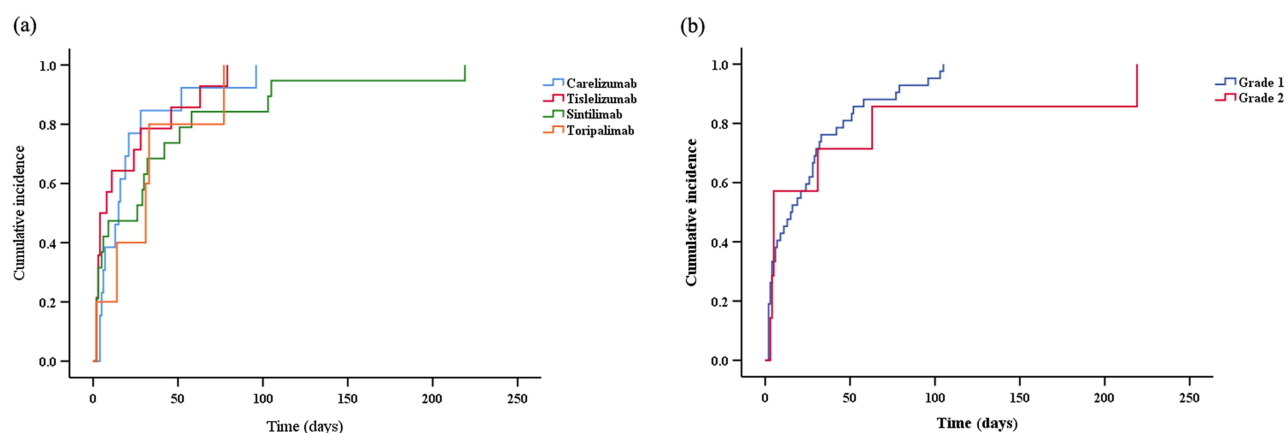 (a)
Cumulative incidence
1.0
0.8
0.6
0.4
0.2
0.0
0 50 100 150 200 250
Time (days)
Carelizumab
Tislelizumab
Sintilimab
Toripalimab
(b)
Cumulative incidence
1.0
0.8
0.6
0.4
0.2
0.0
0 50 100 150 200 250
Time (days)
Grade 1
Grade 2